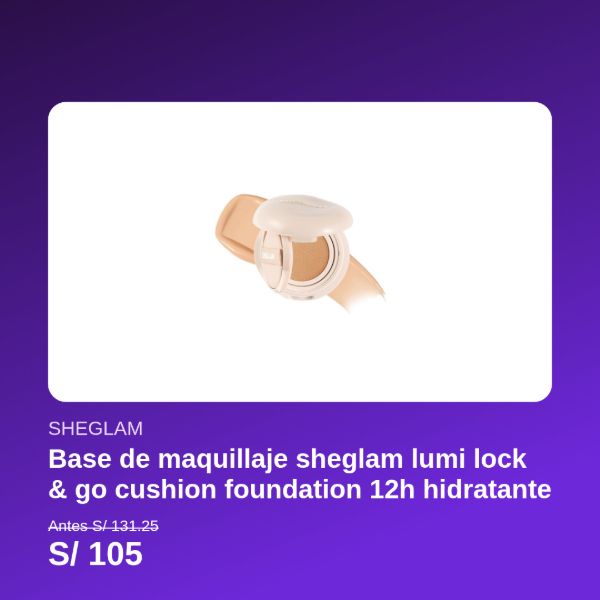 SHEGLAM
Base de maquillaje sheglam lumi lock
& go cushion foundation 12h hidratante
Antes S/ 131.25
S/ 105